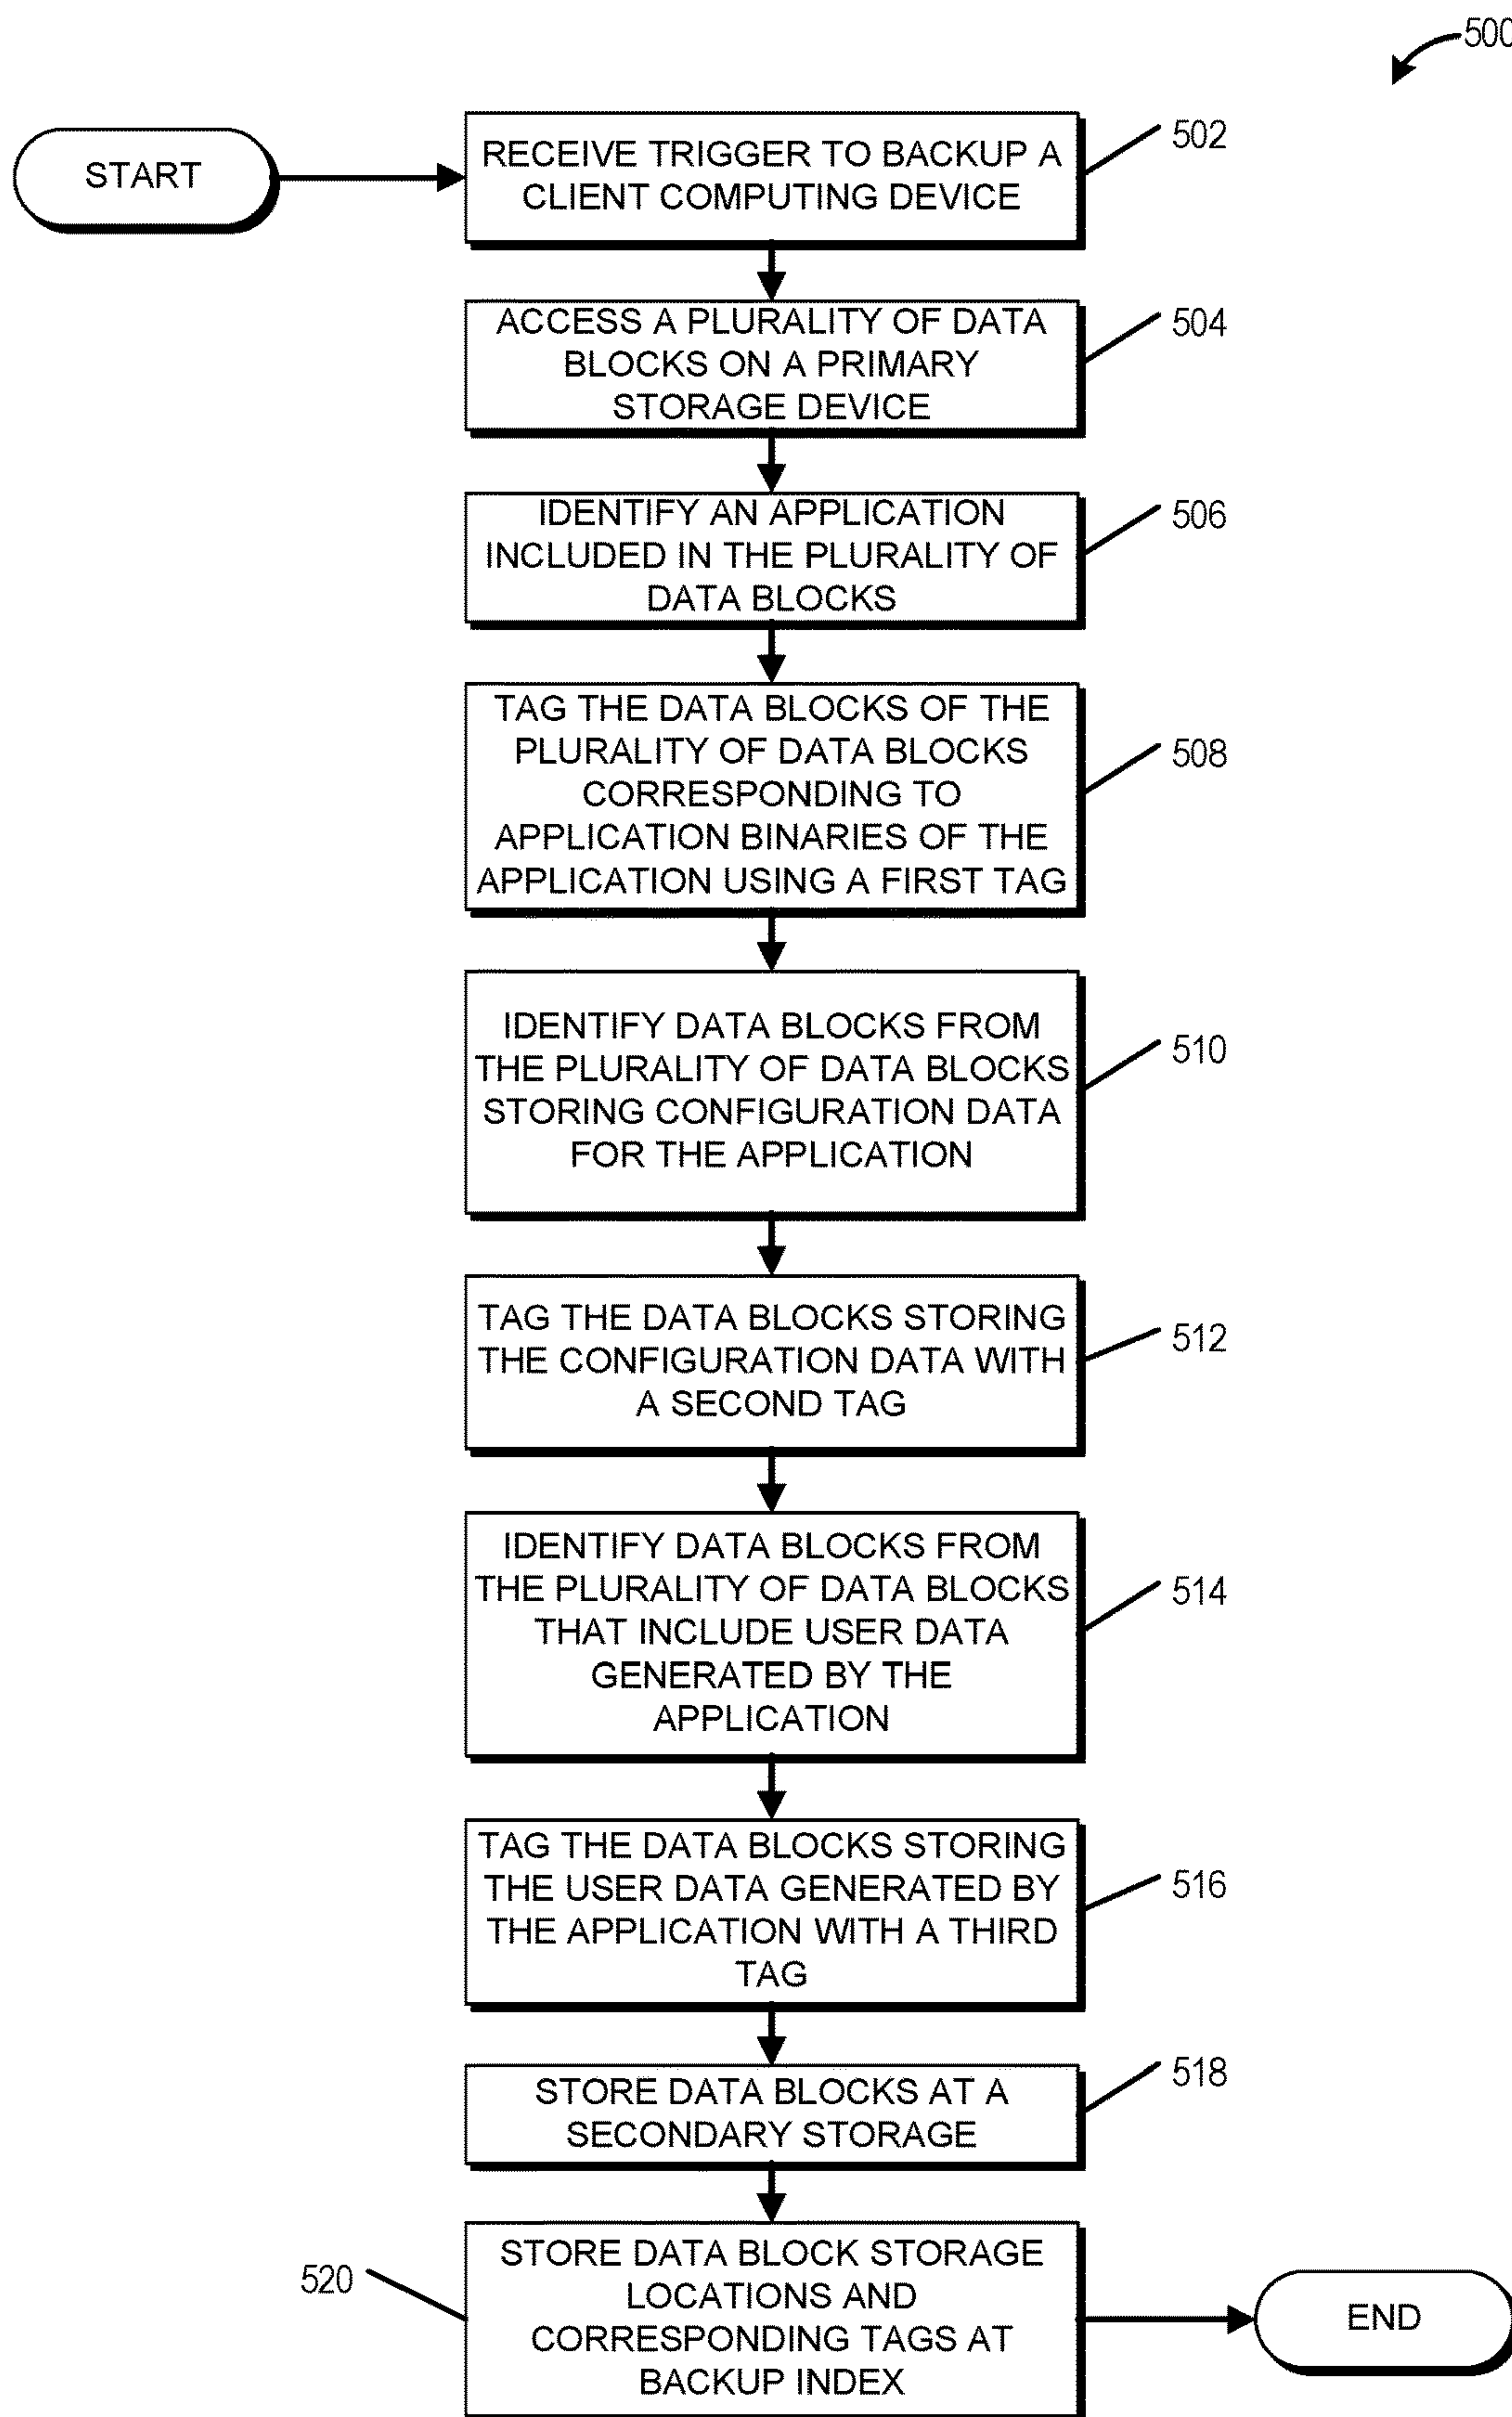 500
START
RECEIVE TRIGGER TO BACKUP A
CLIENT COMPUTING DEVICE
502
ACCESS A PLURALITY OF DATA
BLOCKS ON A PRIMARY
STORAGE DEVICE
504
IDENTIFY AN APPLICATION
INCLUDED IN THE PLURALITY OF
DATA BLOCKS
506
TAG THE DATA BLOCKS OF THE
PLURALITY OF DATA BLOCKS
CORRESPONDING TO
APPLICATION BINARIES OF THE
APPLICATION USING A FIRST TAG
508
IDENTIFY DATA BLOCKS FROM
THE PLURALITY OF DATA BLOCKS
STORING CONFIGURATION DATA
FOR THE APPLICATION
510
TAG THE DATA BLOCKS STORING
THE CONFIGURATION DATA WITH
A SECOND TAG
512
IDENTIFY DATA BLOCKS FROM
THE PLURALITY OF DATA BLOCKS
THAT INCLUDE USER DATA
GENERATED BY THE
APPLICATION
514
TAG THE DATA BLOCKS STORING
THE USER DATA GENERATED BY
THE APPLICATION WITH A THIRD
TAG
516
STORE DATA BLOCKS AT A
SECONDARY STORAGE
518
520
STORE DATA BLOCK STORAGE
LOCATIONS AND
CORRESPONDING TAGS AT
BACKUP INDEX
END